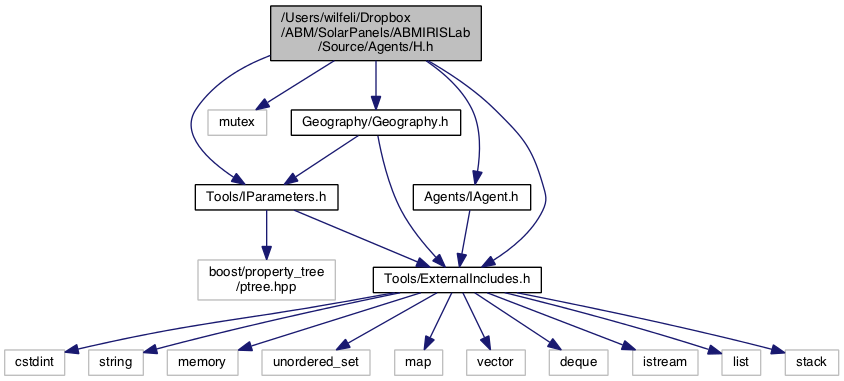 /Users/wilfeli/Dropbox
/ABM/SolarPanels/ABMIRISLab
/Source/Agents/H.h
mutex
Geography/Geography.h
Tools/IParameters.h
Agents/IAgent.h
boost/property_tree
/ptree.hpp
Tools/ExternalIncludes.h
cstdint
string
memory
unordered_set
map
vector
deque
istream
list
stack